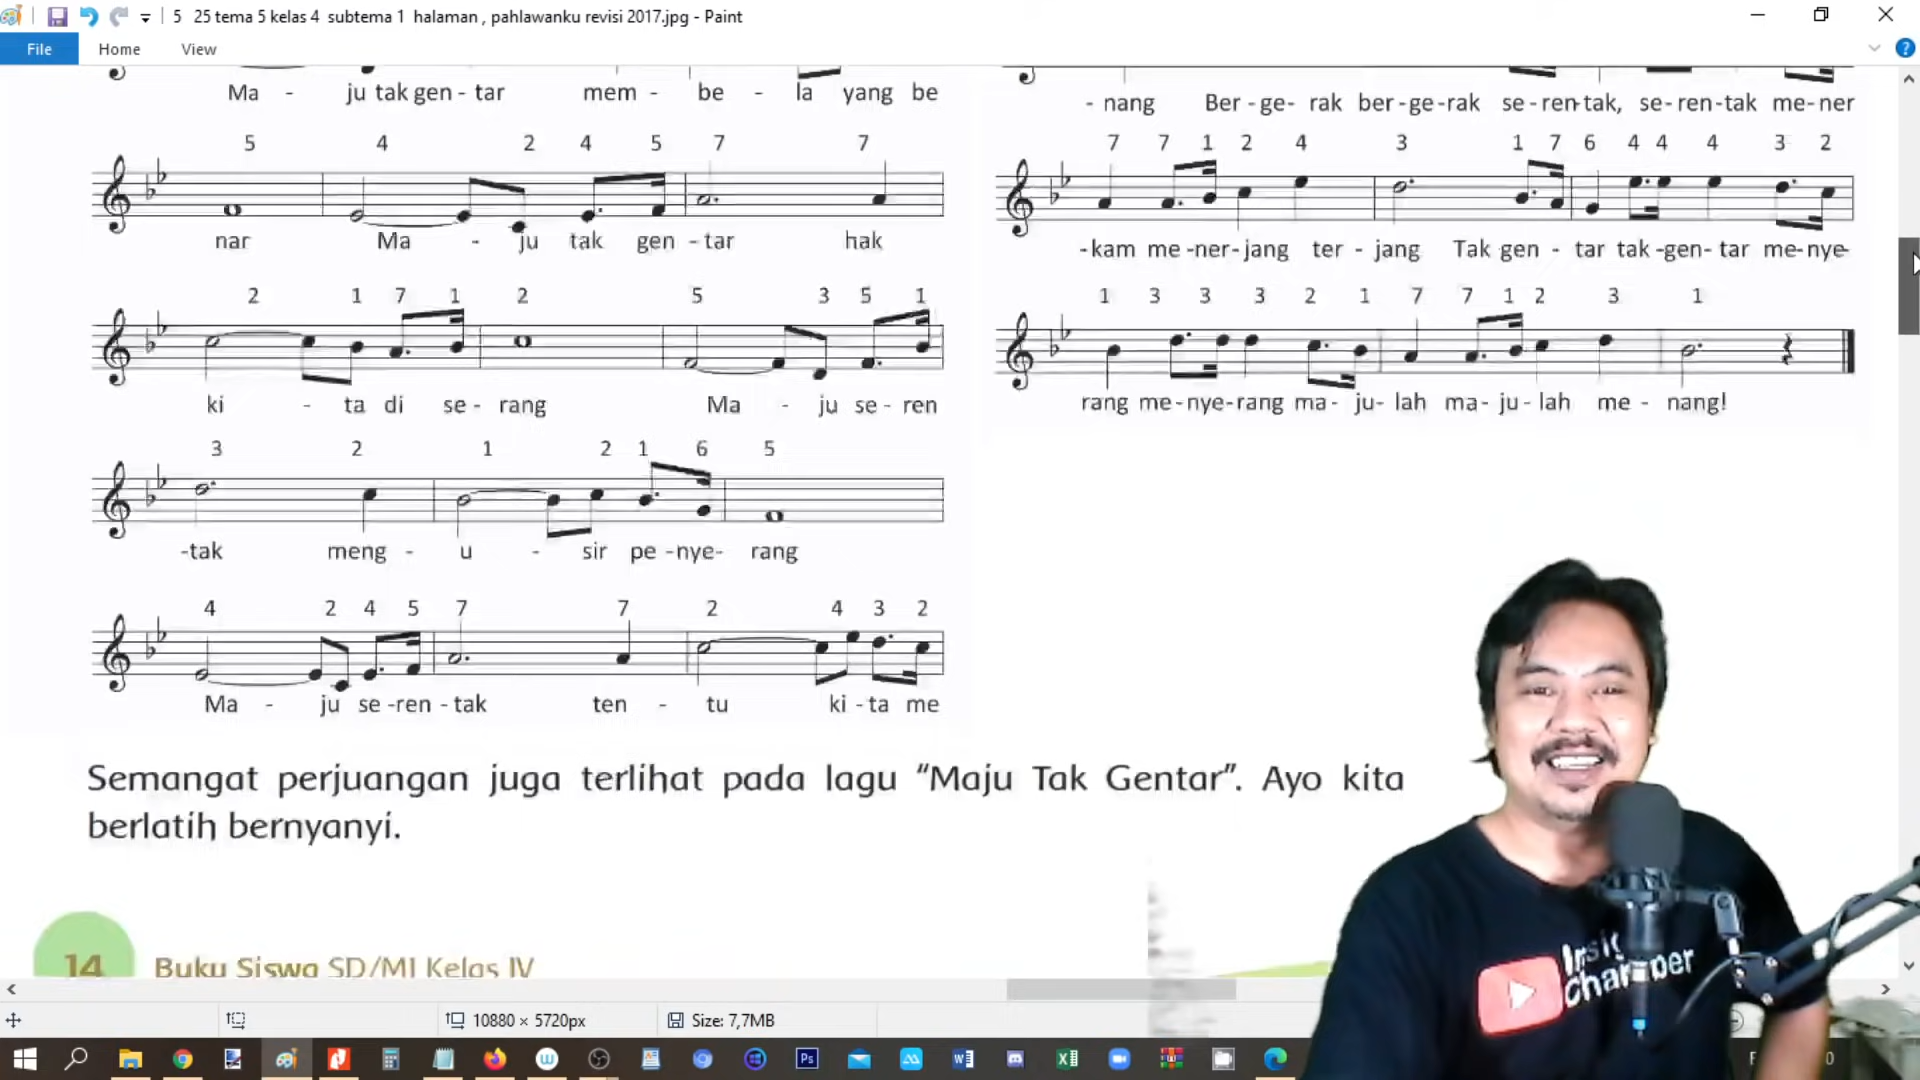 5 25 tema 5 kelas 4 subtema 1 halaman , pahlawanku revisi 2017.jpg - Paint
File Home View
Ma - ju tak gen - tar mem - be - la yang be
5 4 2 4 5 7 7
nar Ma - ju tak gen - tar hak
2 1 7 1 2 5 3 5 1
ki - ta di se - rang Ma - ju se - ren
3 2 1 2 1 6 5
-tak meng - u - sir pe -nye- rang
4 2 4 5 7 7 2 4 3 2
Ma - ju se -ren - tak ten - tu ki - ta me
- nang Ber - ge- rak ber - ge - rak se - ren-tak, se - ren - tak me - ner
7 7 1 2 4 3 1 7 6 4 4 4 3 2
-kam me -ner-jang ter - jang Tak gen - tar tak -gen- tar me-nye-
1 3 3 3 2 1 7 7 1 2 3 1
rang me-nye-rang ma- ju- lah ma-ju-lah me - nang!
Semangat perjuangan juga terlihat pada lagu “Maju Tak Gentar”. Ayo kita
berlatih bernyanyi.
14 Buku Siswa SD/MI Kelas IV
10880 × 5720px Size: 7,7MB
Ps